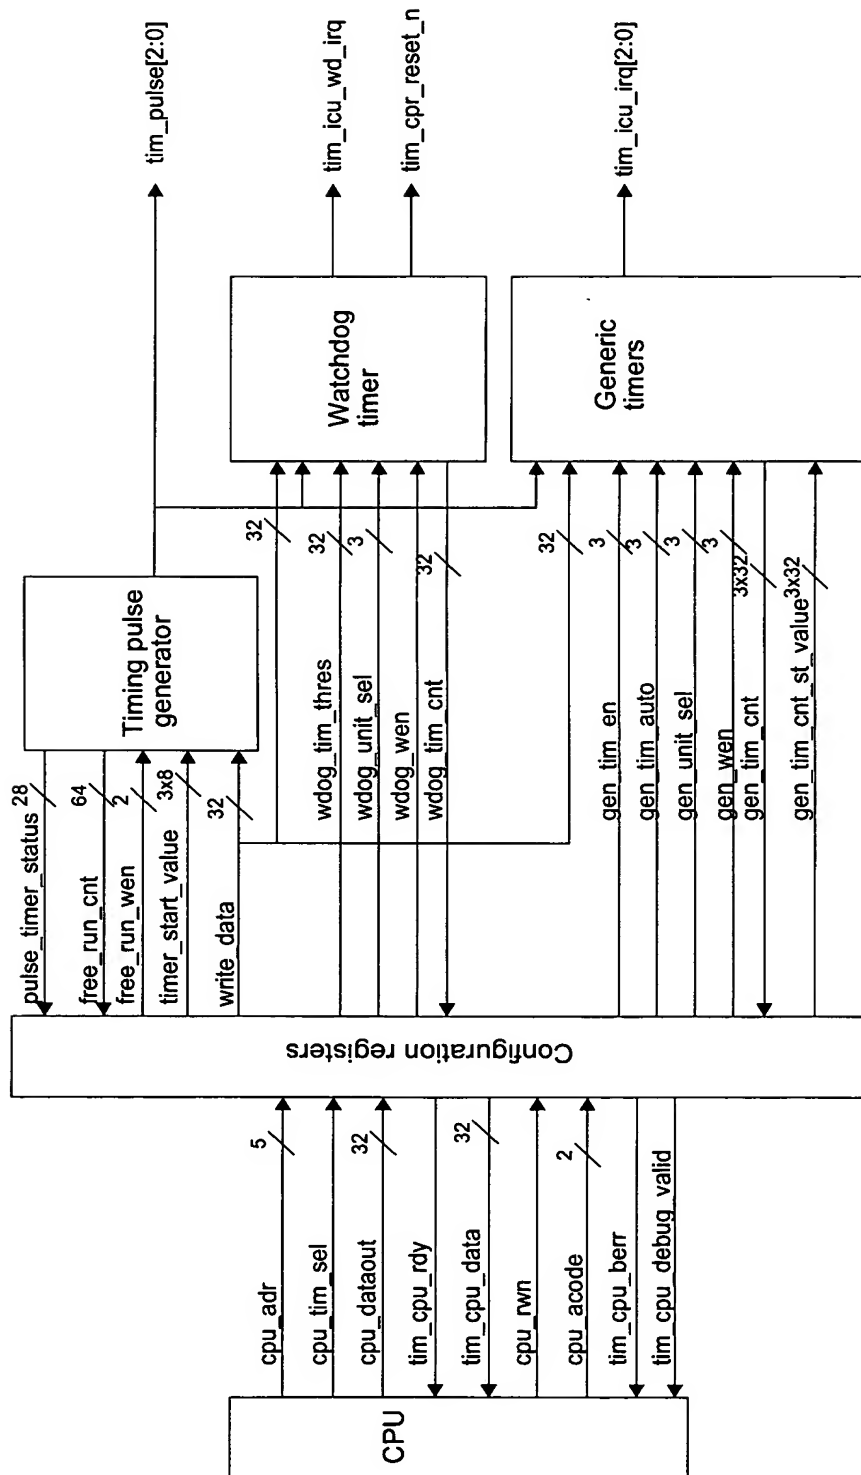 CPU
cpu_adr
5
cpu_tim_sel
cpu_dataout
32
tim_cpu_rdy
tim_cpu_data
32
cpu_rwn
cpu_acode
2
tim_cpu_berr
tim_cpu_debug_valid
Configuration registers
pulse_timer_status
28
free_run_cnt
64
free_run_wen
2
timer_start_value
3x8
write_data
32
Timing pulse
generator
tim_pulse[2:0]
32
wdog_tim_thres
32
wdog_unit_sel
3
wdog_wen
wdog_tim_cnt
32
Watchdog
timer
tim_icu_wd_irq
tim_cpr_reset_n
32
gen_tim_en
3
gen_tim_auto
3
gen_unit_sel
3
gen_wen
3
gen_tim_cnt
3x32
gen_tim_cnt_st_value
3x32
Generic
timers
tim_icu_irq[2:0]